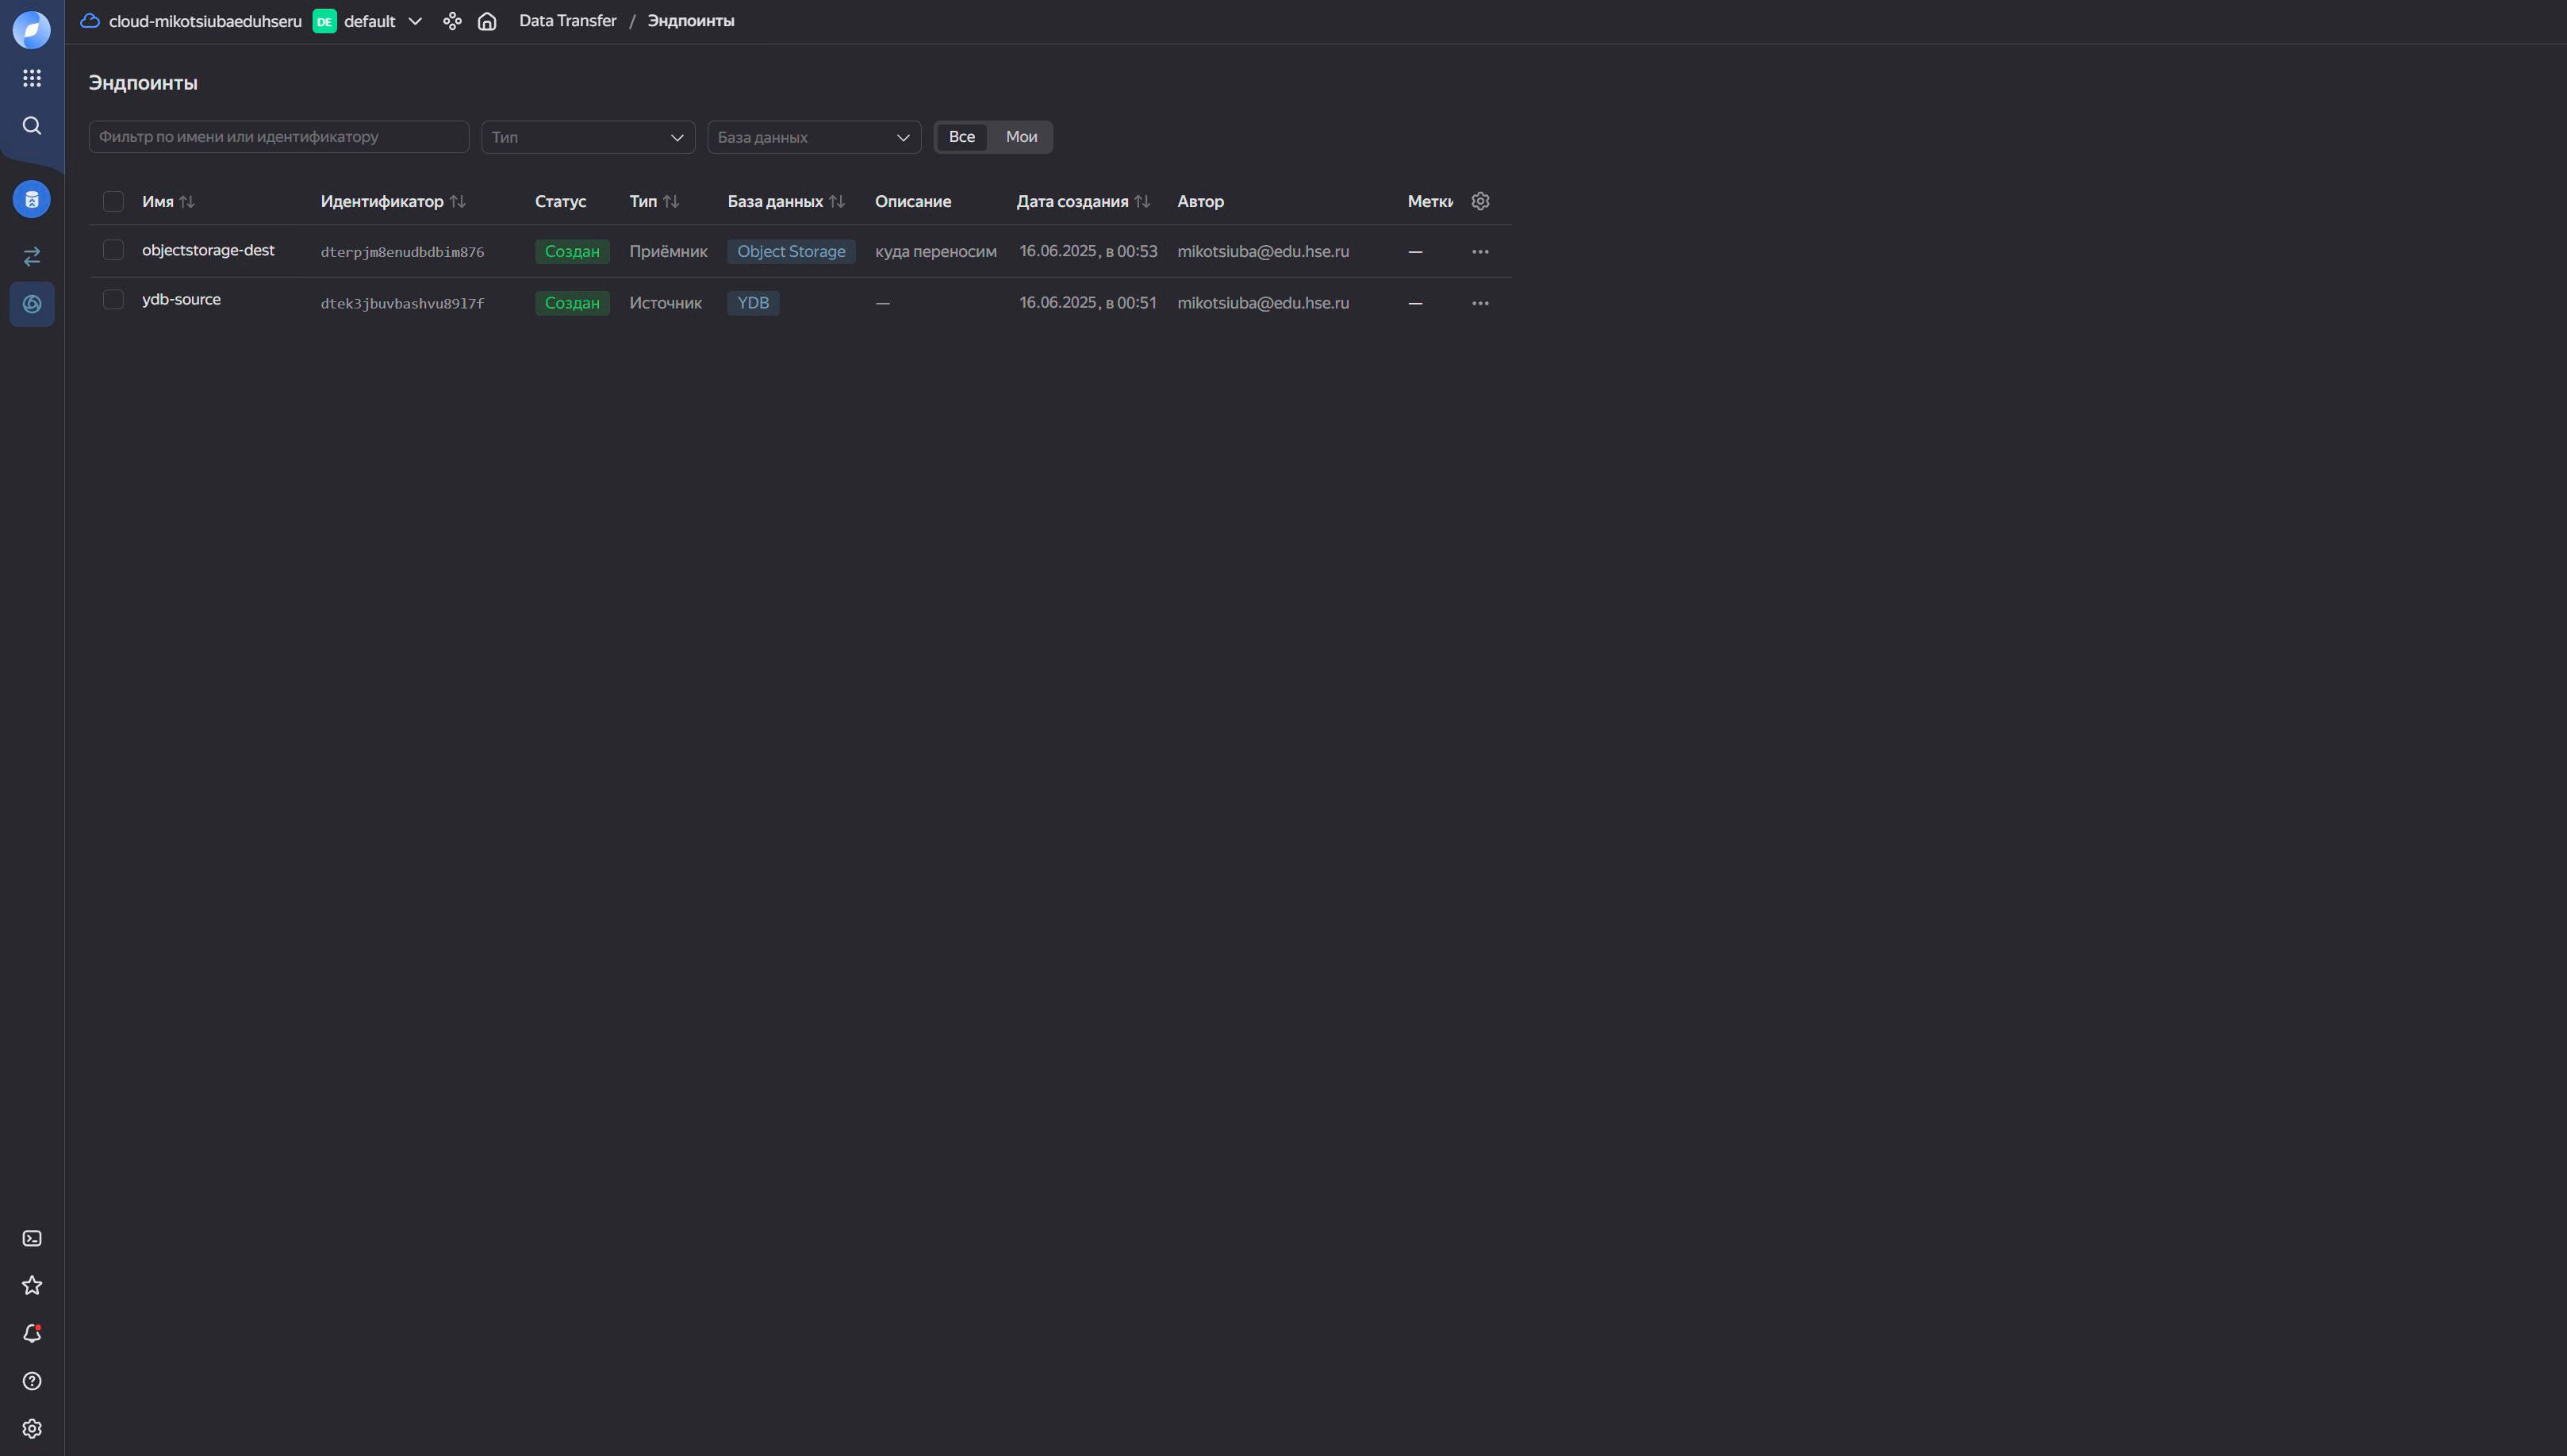 cloud-mikotsiubaeduhseru DE default Data Transfer / Эндпоинты
Эндпоинты
Фильтр по имени или идентификатору Тип База данных Все Мои
Имя Идентификатор Статус Тип База данных Описание Дата создания Автор Метки
objectstorage-dest dterpjm8enudbdbim876 Создан Приёмник Object Storage куда переносим 16.06.2025, в 00:53 mikotsiuba@edu.hse.ru —
ydb-source dtek3jbuvbashvu89l7f Создан Источник YDB — 16.06.2025, в 00:51 mikotsiuba@edu.hse.ru —